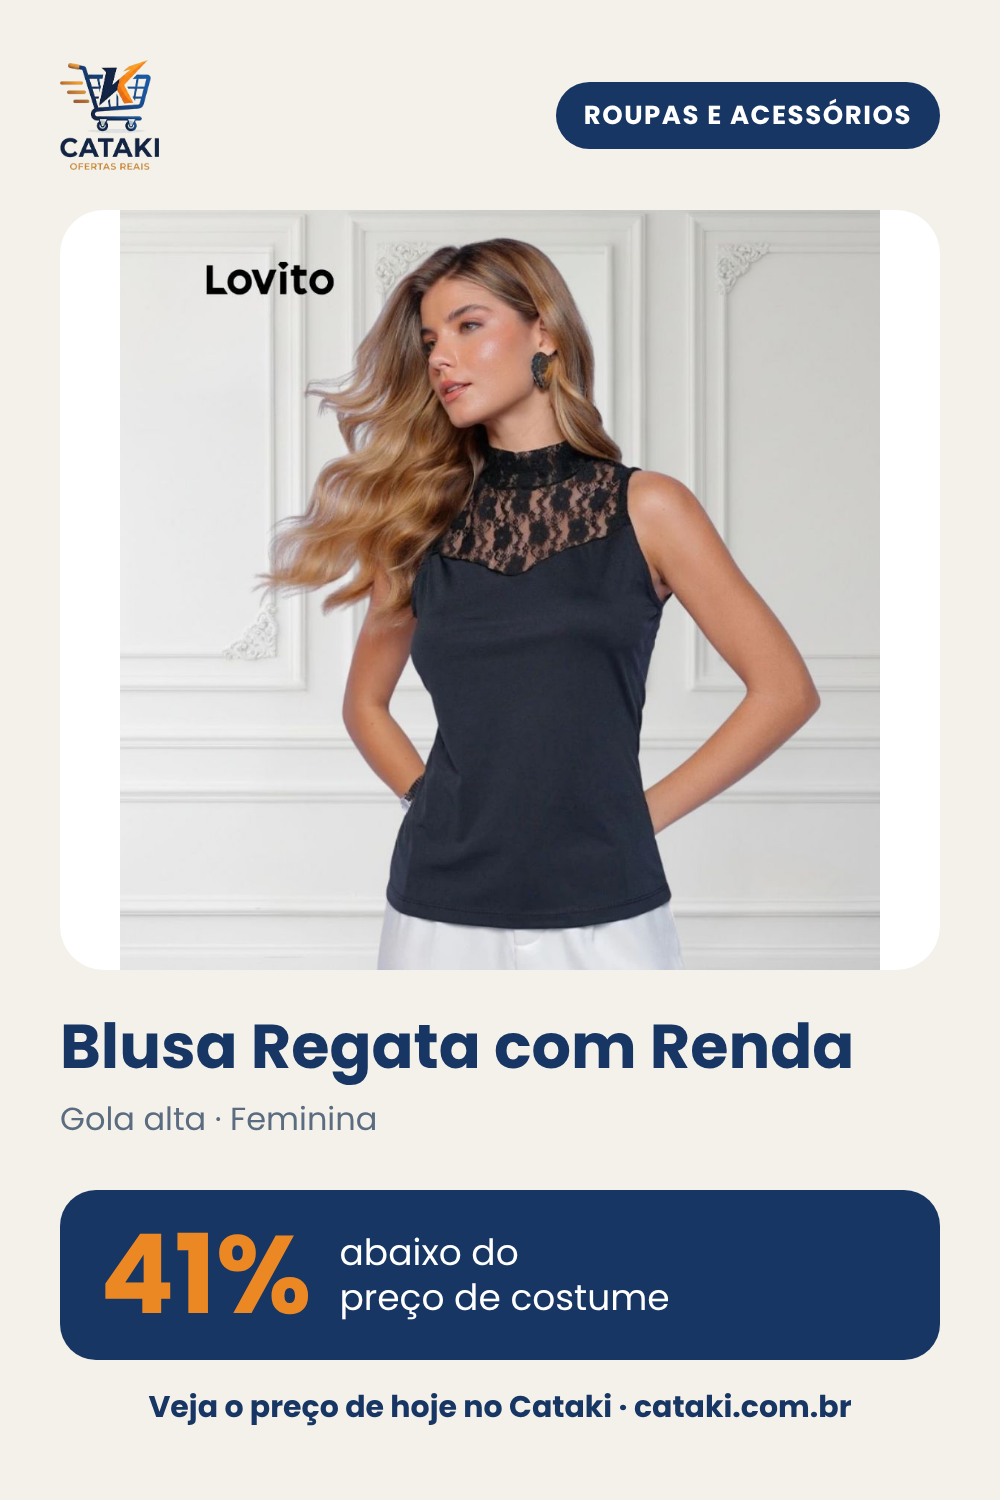 CATAKI
OFERTAS REAIS
ROUPAS E ACESSÓRIOS
Lovito
Blusa Regata com Renda
Gola alta · Feminina
41%
abaixo do
preço de costume
Veja o preço de hoje no Cataki · cataki.com.br